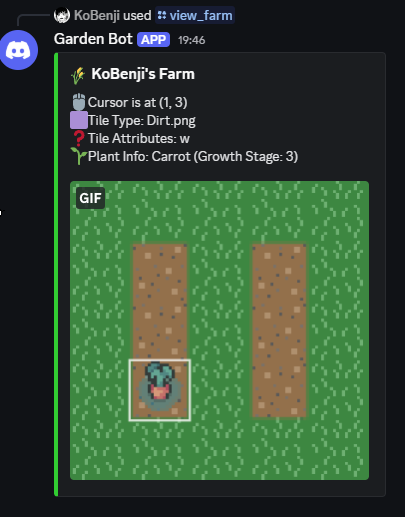 KoBenji used view_farm
Garden Bot APP 19:46
KoBenji's Farm
Cursor is at (1, 3)
Tile Type: Dirt.png
Tile Attributes: w
Plant Info: Carrot (Growth Stage: 3)
GIF